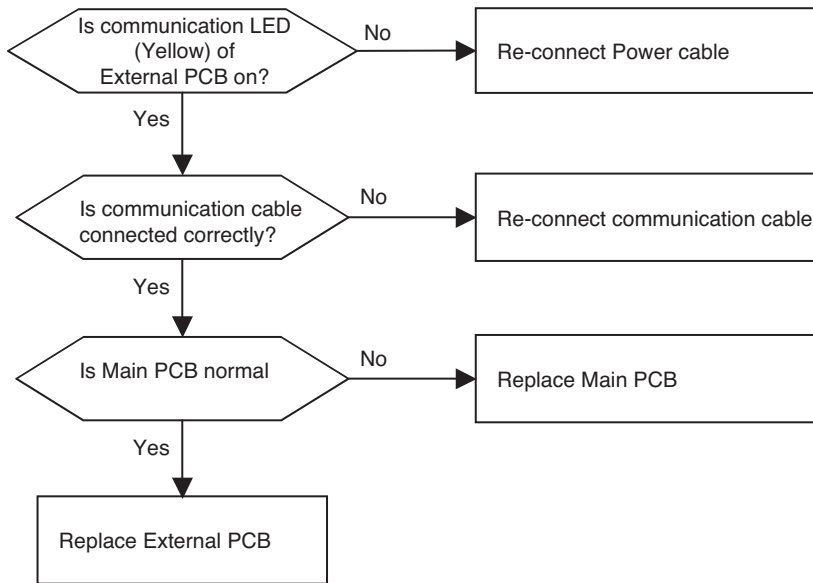 Is communication LED
(Yellow) of
External PCB on?
No
Re-connect Power cable
Yes
Is communication cable
connected correctly?
No
Re-connect communication cable
Yes
Is Main PCB normal
No
Replace Main PCB
Yes
Replace External PCB